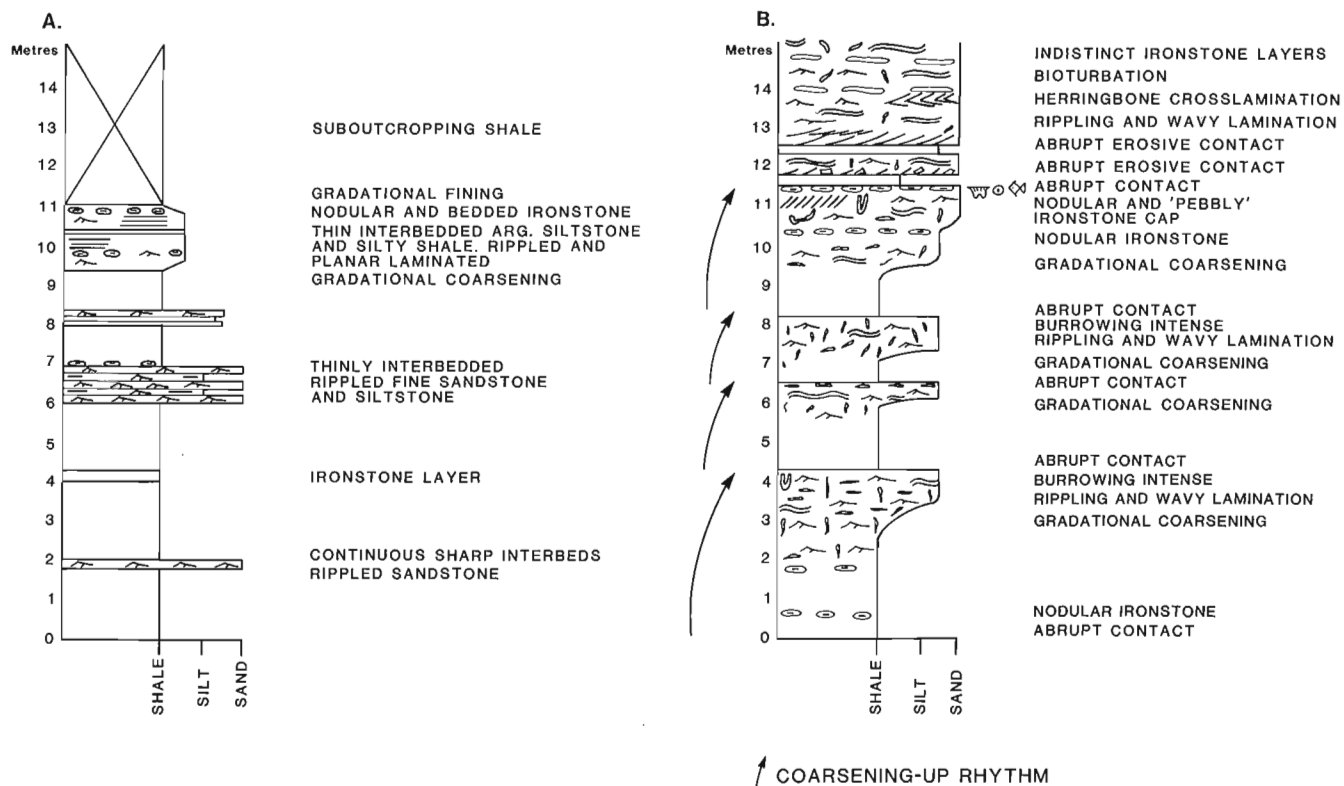 A.
Metres
14
13
12
11
10
9
8
7
6
5
4
3
2
1
0
SHALE
SILT
SAND
SUBOUTCROPPING SHALE
GRADATIONAL FINING
NODULAR AND BEDDED IRONSTONE
THIN INTERBEDDED ARG. SILTSTONE
AND SILTY SHALE. RIPPLED AND
PLANAR LAMINATED
GRADATIONAL COARSENING
THINLY INTERBEDDED
RIPPLED FINE SANDSTONE
AND SILTSTONE
IRONSTONE LAYER
CONTINUOUS SHARP INTERBEDS
RIPPLED SANDSTONE
B.
Metres
14
13
12
11
10
9
8
7
6
5
4
3
2
1
0
SHALE
SILT
SAND
INDISTINCT IRONSTONE LAYERS
BIOTURBATION
HERRINGBONE CROSSLAMINATION
RIPPLING AND WAVY LAMINATION
ABRUPT EROSIVE CONTACT
ABRUPT EROSIVE CONTACT
ABRUPT CONTACT
NODULAR AND 'PEBBLY'
IRONSTONE CAP
NODULAR IRONSTONE
GRADATIONAL COARSENING
ABRUPT CONTACT
BURROWING INTENSE
RIPPLING AND WAVY LAMINATION
GRADATIONAL COARSENING
ABRUPT CONTACT
GRADATIONAL COARSENING
ABRUPT CONTACT
BURROWING INTENSE
RIPPLING AND WAVY LAMINATION
GRADATIONAL COARSENING
NODULAR IRONSTONE
ABRUPT CONTACT
COARSENING-UP RHYTHM